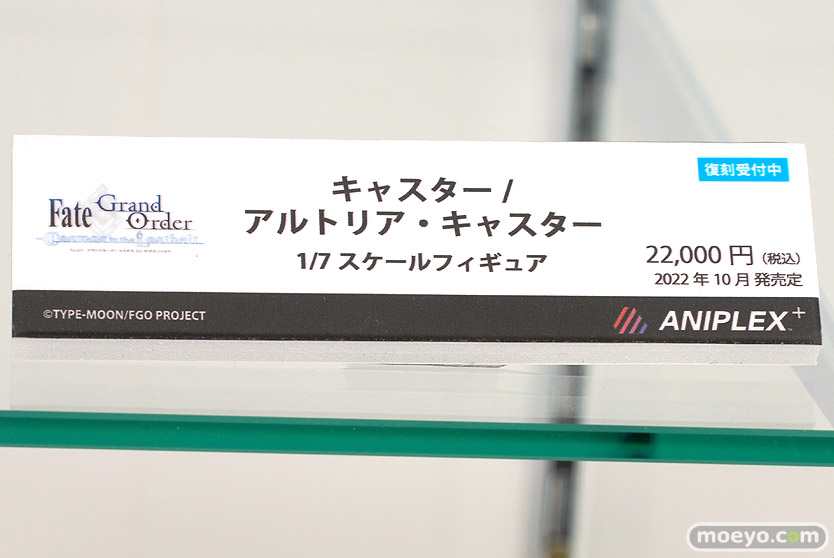 復刻受付中
Fate
Grand
Order
キャスター /
アルトリア・キャスター
1/7 スケールフィギュア
22,000 円 (税込)
2022 年 10 月 発売定
©TYPE-MOON/FGO PROJECT
ANIPLEX+
moeyo.com